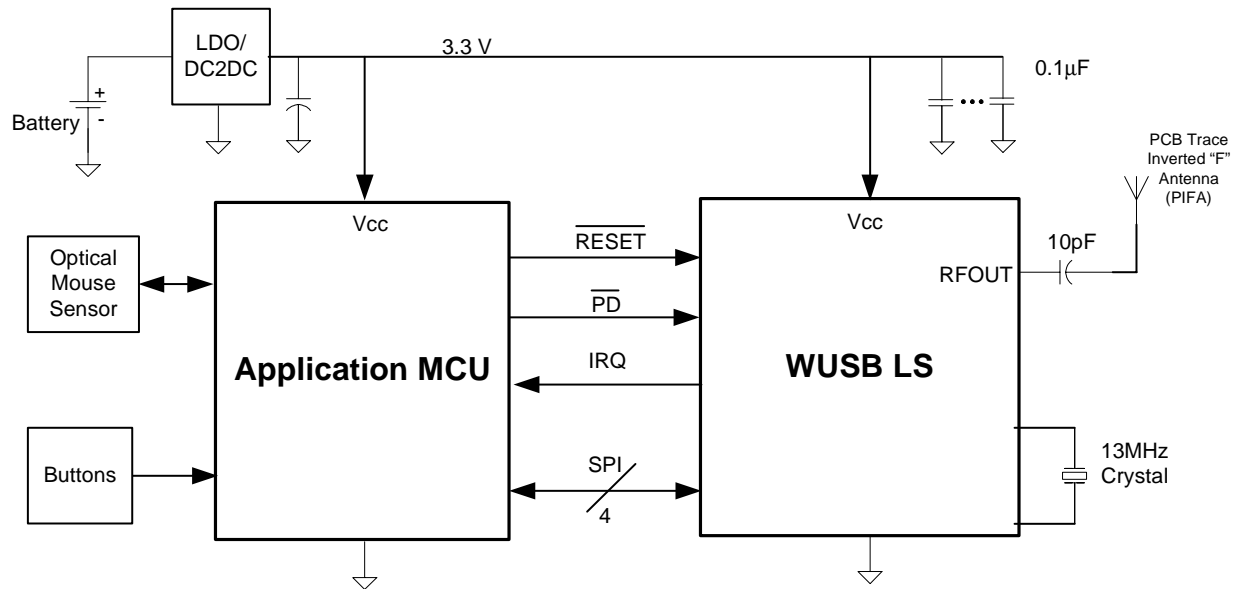 LDO/
DC2DC
3.3 V
0.1µF
+
-
Battery
PCB Trace
Inverted “F”
Antenna
(PIFA)
Vcc
Vcc
RESET
10pF
Optical
Mouse
Sensor
RFOUT
PD
Application MCU
IRQ
WUSB LS
Buttons
SPI
4
13MHz
Crystal